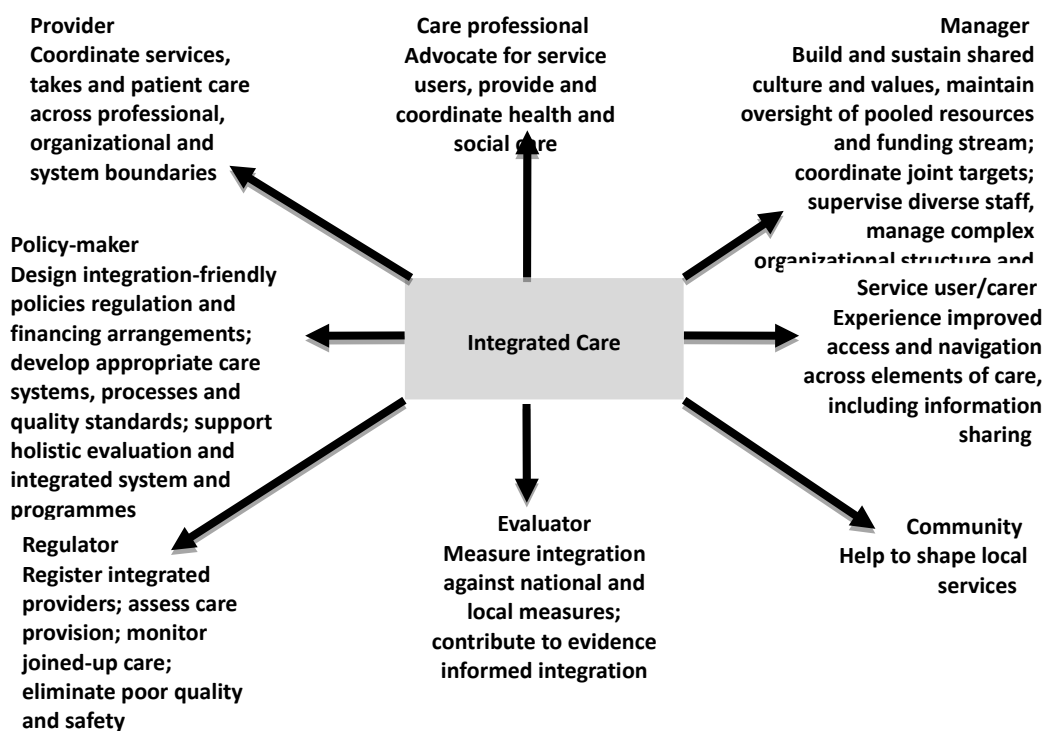 Provider
Coordinate services,
takes and patient care
across professional,
organizational and
system boundaries
Care professional
Advocate for service
users, provide and
coordinate health and
social care
Manager
Build and sustain shared
culture and values, maintain
oversight of pooled resources
and funding stream;
coordinate joint targets;
supervise diverse staff,
manage complex
organizational structure and
Policy-maker
Design integration-friendly
policies regulation and
financing arrangements;
develop appropriate care
systems, processes and
quality standards; support
holistic evaluation and
integrated system and
programmes
Integrated Care
Service user/carer
Experience improved
access and navigation
across elements of care,
including information
sharing
Regulator
Register integrated
providers; assess care
provision; monitor
joined-up care;
eliminate poor quality
and safety
Evaluator
Measure integration
against national and
local measures;
contribute to evidence
informed integration
Community
Help to shape local
services